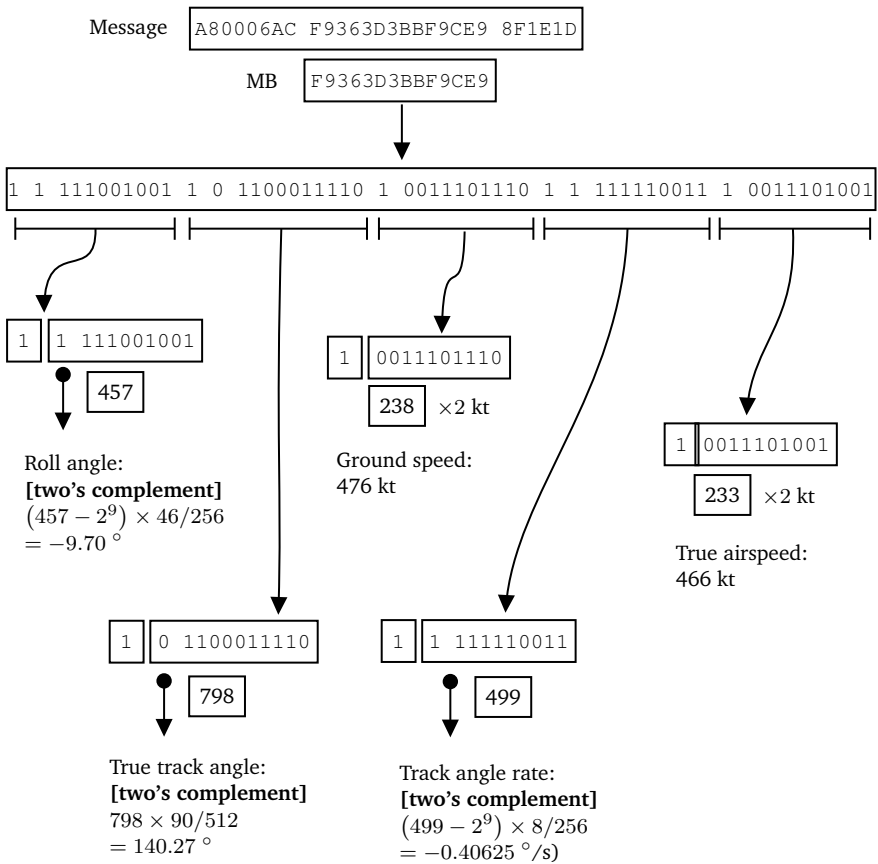 Message A80006AC F9363D3BBF9CE9 8F1E1D
MB F9363D3BBF9CE9
1 1 111001001 1 0 1100011110 1 0011101110 1 1 111110011 1 0011101001
1 1 111001001
457
Roll angle:
[two's complement]
(457 − 2⁹) × 46/256
= −9.70 °
1 0011101110
238 ×2 kt
Ground speed:
476 kt
1 0011101001
233 ×2 kt
True airspeed:
466 kt
1 0 1100011110
798
True track angle:
[two's complement]
798 × 90/512
= 140.27 °
1 1 111110011
499
Track angle rate:
[two's complement]
(499 − 2⁹) × 8/256
= −0.40625 °/s)